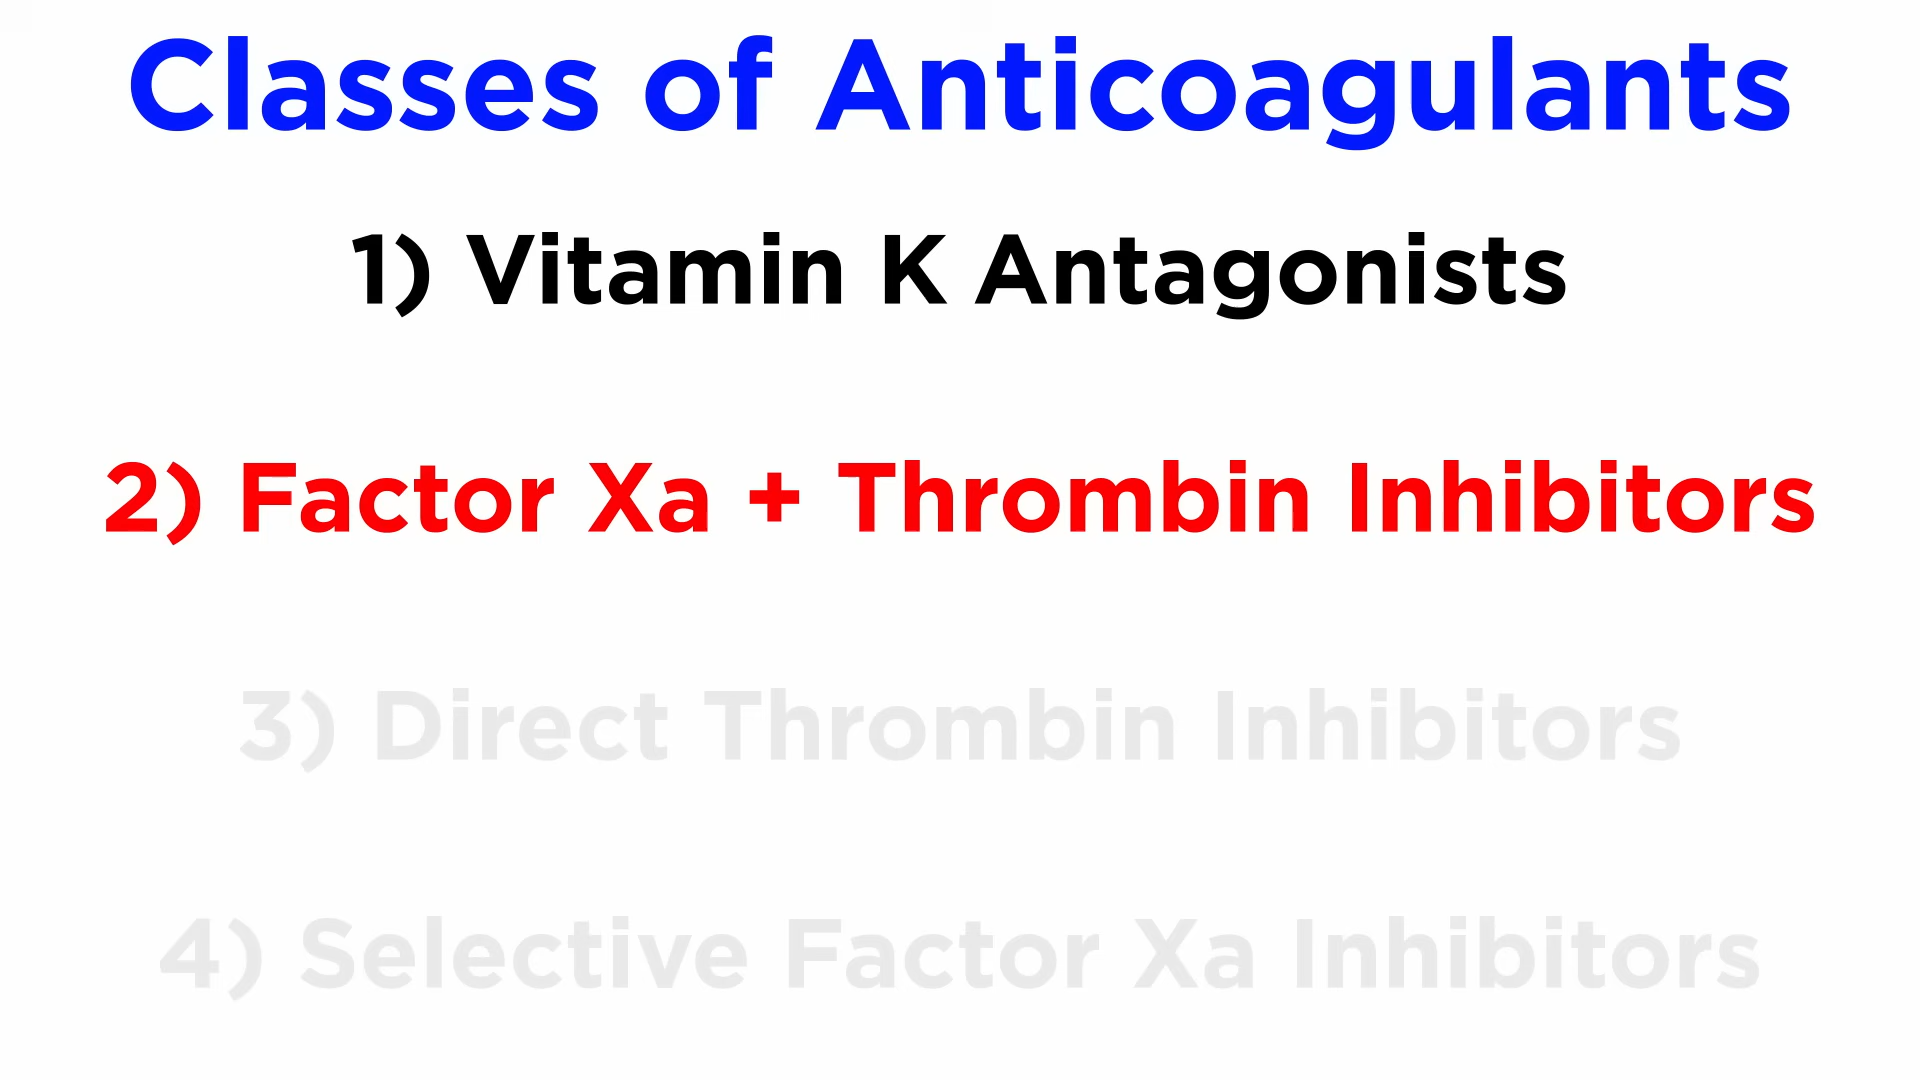 Classes of Anticoagulants
1) Vitamin K Antagonists
2) Factor Xa + Thrombin Inhibitors
3) Direct Thrombin Inhibitors
4) Selective Factor Xa Inhibitors